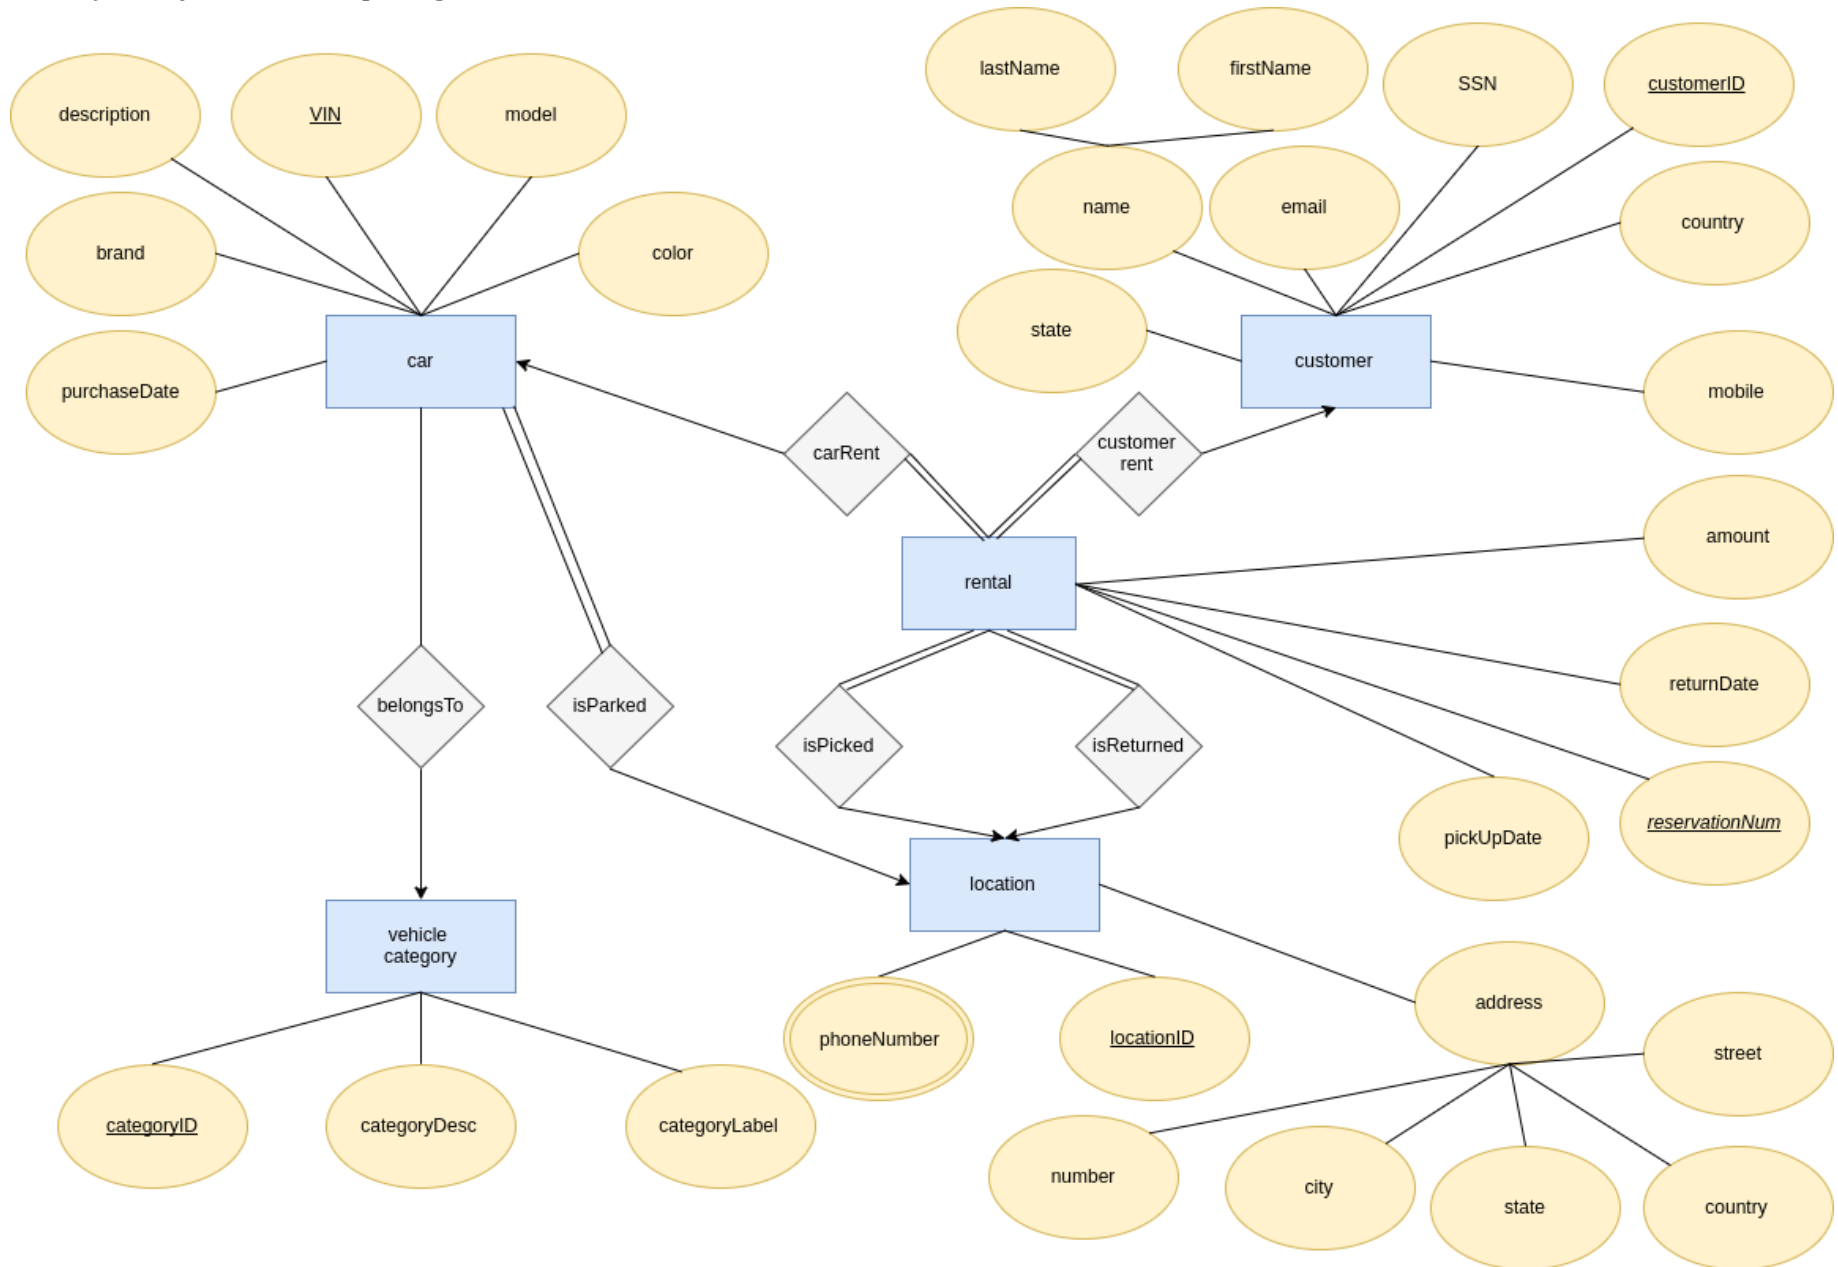 lastName
firstName
SSN
customerID
description
VIN
model
name
email
country
brand
color
state
car
customer
purchaseDate
mobile
carRent
customer
rent
amount
rental
returnDate
belongsTo
isParked
isPicked
isReturned
reservationNum
pickUpDate
location
vehicle
category
address
phoneNumber
locationID
street
categoryID
categoryDesc
categoryLabel
number
city
state
country